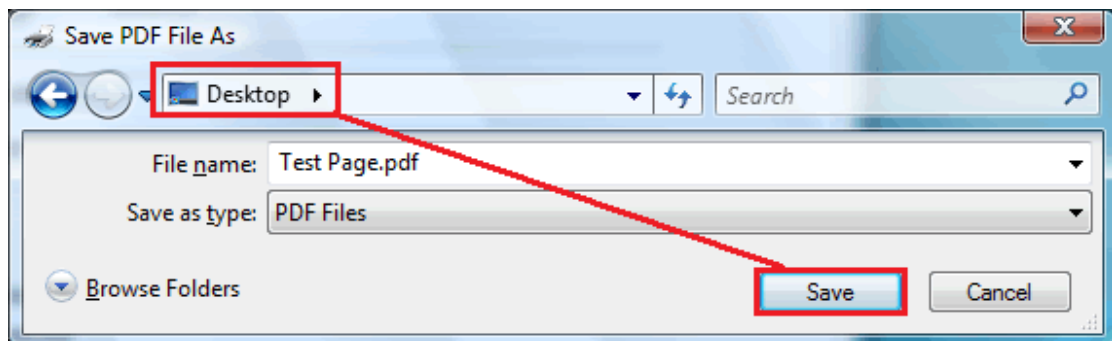 Save PDF File As
Desktop
Search
File name: Test Page.pdf
Save as type: PDF Files
Browse Folders
Save
Cancel